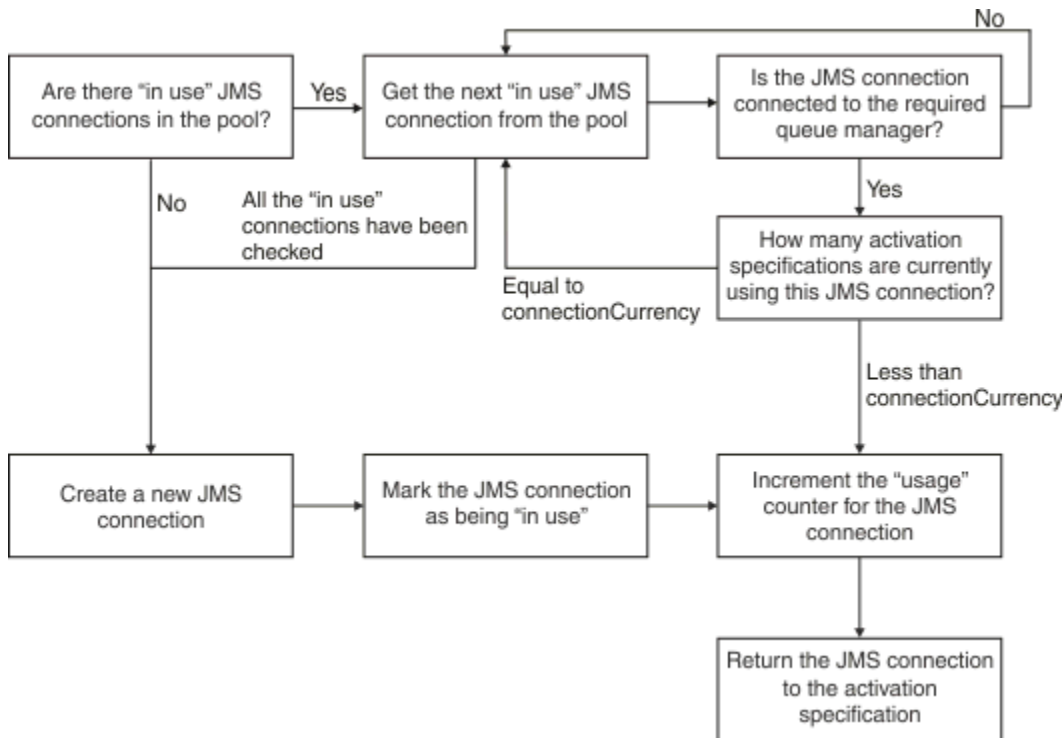 No
Are there “in use” JMS
connections in the pool?
Yes
Get the next “in use” JMS
connection from the pool
Is the JMS connection
connected to the required
queue manager?
No
All the “in use”
connections have been
checked
Yes
How many activation
specifications are currently
using this JMS connection?
Equal to
connectionCurrency
Less than
connectionCurrency
Create a new JMS
connection
Mark the JMS connection
as being “in use”
Increment the “usage”
counter for the JMS
connection
Return the JMS connection
to the activation
specification